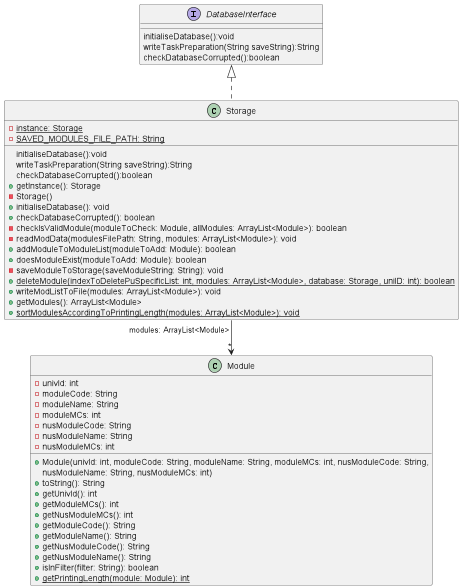 I DatabaseInterface
initialiseDatabase():void
writeTaskPreparation(String saveString):String
checkDatabaseCorrupted():boolean
C Storage
instance: Storage
SAVED_MODULES_FILE_PATH: String
initialiseDatabase():void
writeTaskPreparation(String saveString):String
checkDatabaseCorrupted():boolean
getInstance(): Storage
Storage()
initialiseDatabase(): void
checkDatabaseCorrupted(): boolean
checkIsValidModule(moduleToCheck: Module, allModules: ArrayList<Module>): boolean
readModData(modulesFilePath: String, modules: ArrayList<Module>): void
addModuleToModuleList(moduleToAdd: Module): boolean
doesModuleExist(moduleToAdd: Module): boolean
saveModuleToStorage(saveModuleString: String): void
deleteModule(indexToDeletePuSpecificList: int, modules: ArrayList<Module>, database: Storage, uniID: int): boolean
writeModListToFile(modules: ArrayList<Module>): void
getModules(): ArrayList<Module>
sortModulesAccordingToPrintingLength(modules: ArrayList<Module>): void
modules: ArrayList<Module>
*
C Module
univId: int
moduleCode: String
moduleName: String
moduleMCs: int
nusModuleCode: String
nusModuleName: String
nusModuleMCs: int
Module(univId: int, moduleCode: String, moduleName: String, moduleMCs: int, nusModuleCode: String,
nusModuleName: String, nusModuleMCs: int)
toString(): String
getUnivId(): int
getModuleMCs(): int
getNusModuleMCs(): int
getModuleCode(): String
getModuleName(): String
getNusModuleCode(): String
getNusModuleName(): String
isInFilter(filter: String): boolean
getPrintingLength(module: Module): int